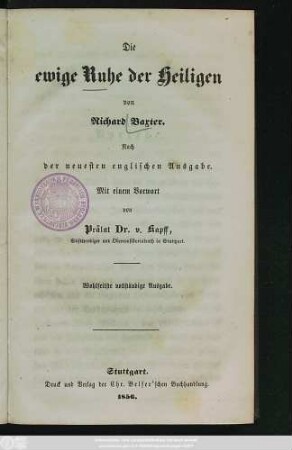 Die
ewige Ruhe der Heiligen
von
Richard Baxter.
Nach
der neuesten englischen Ausgabe.
Mit einem Vorwort
von
Prälat Dr. v. Kapff,
Stiftsprediger und Oberconsistorialrath in Stuttgart.
Wohlfeilste vollständige Ausgabe.
Stuttgart.
Druck und Verlag der Chr. Belser'schen Buchhandlung.
1856.